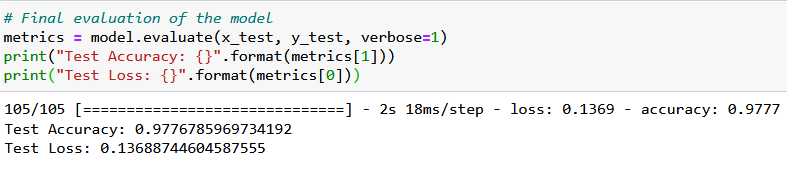 # Final evaluation of the model
metrics = model.evaluate(x_test, y_test, verbose=1)
print("Test Accuracy: {}".format(metrics[1]))
print("Test Loss: {}".format(metrics[0]))
105/105 [==============================] - 2s 18ms/step - loss: 0.1369 - accuracy: 0.9777
Test Accuracy: 0.9776785969734192
Test Loss: 0.13688744604587555